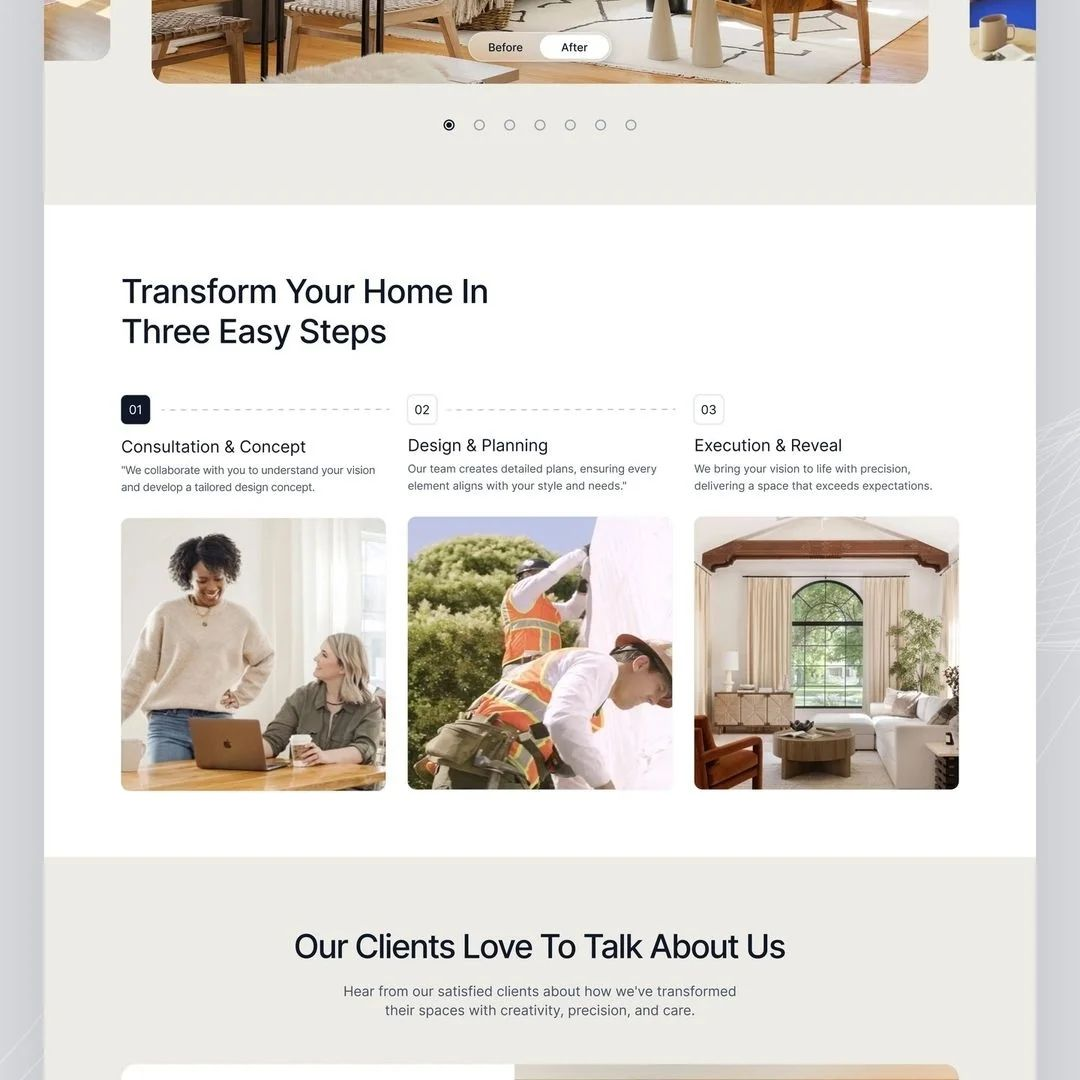 Before After
Transform Your Home In
Three Easy Steps
01
Consultation & Concept
"We collaborate with you to understand your vision
and develop a tailored design concept.
02
Design & Planning
Our team creates detailed plans, ensuring every
element aligns with your style and needs."
03
Execution & Reveal
We bring your vision to life with precision,
delivering a space that exceeds expectations.
Our Clients Love To Talk About Us
Hear from our satisfied clients about how we've transformed
their spaces with creativity, precision, and care.